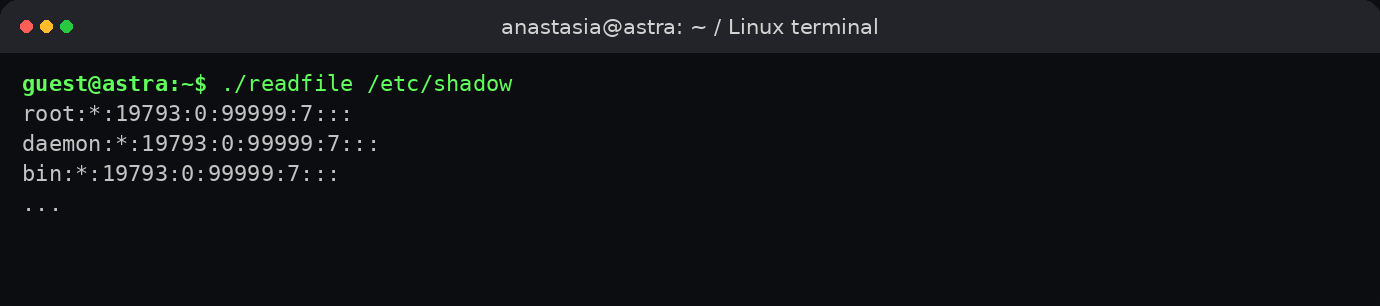 anastasia@astra: ~ / Linux terminal
guest@astra:~$ ./readfile /etc/shadow
root:*:19793:0:99999:7:::
daemon:*:19793:0:99999:7:::
bin:*:19793:0:99999:7:::
...